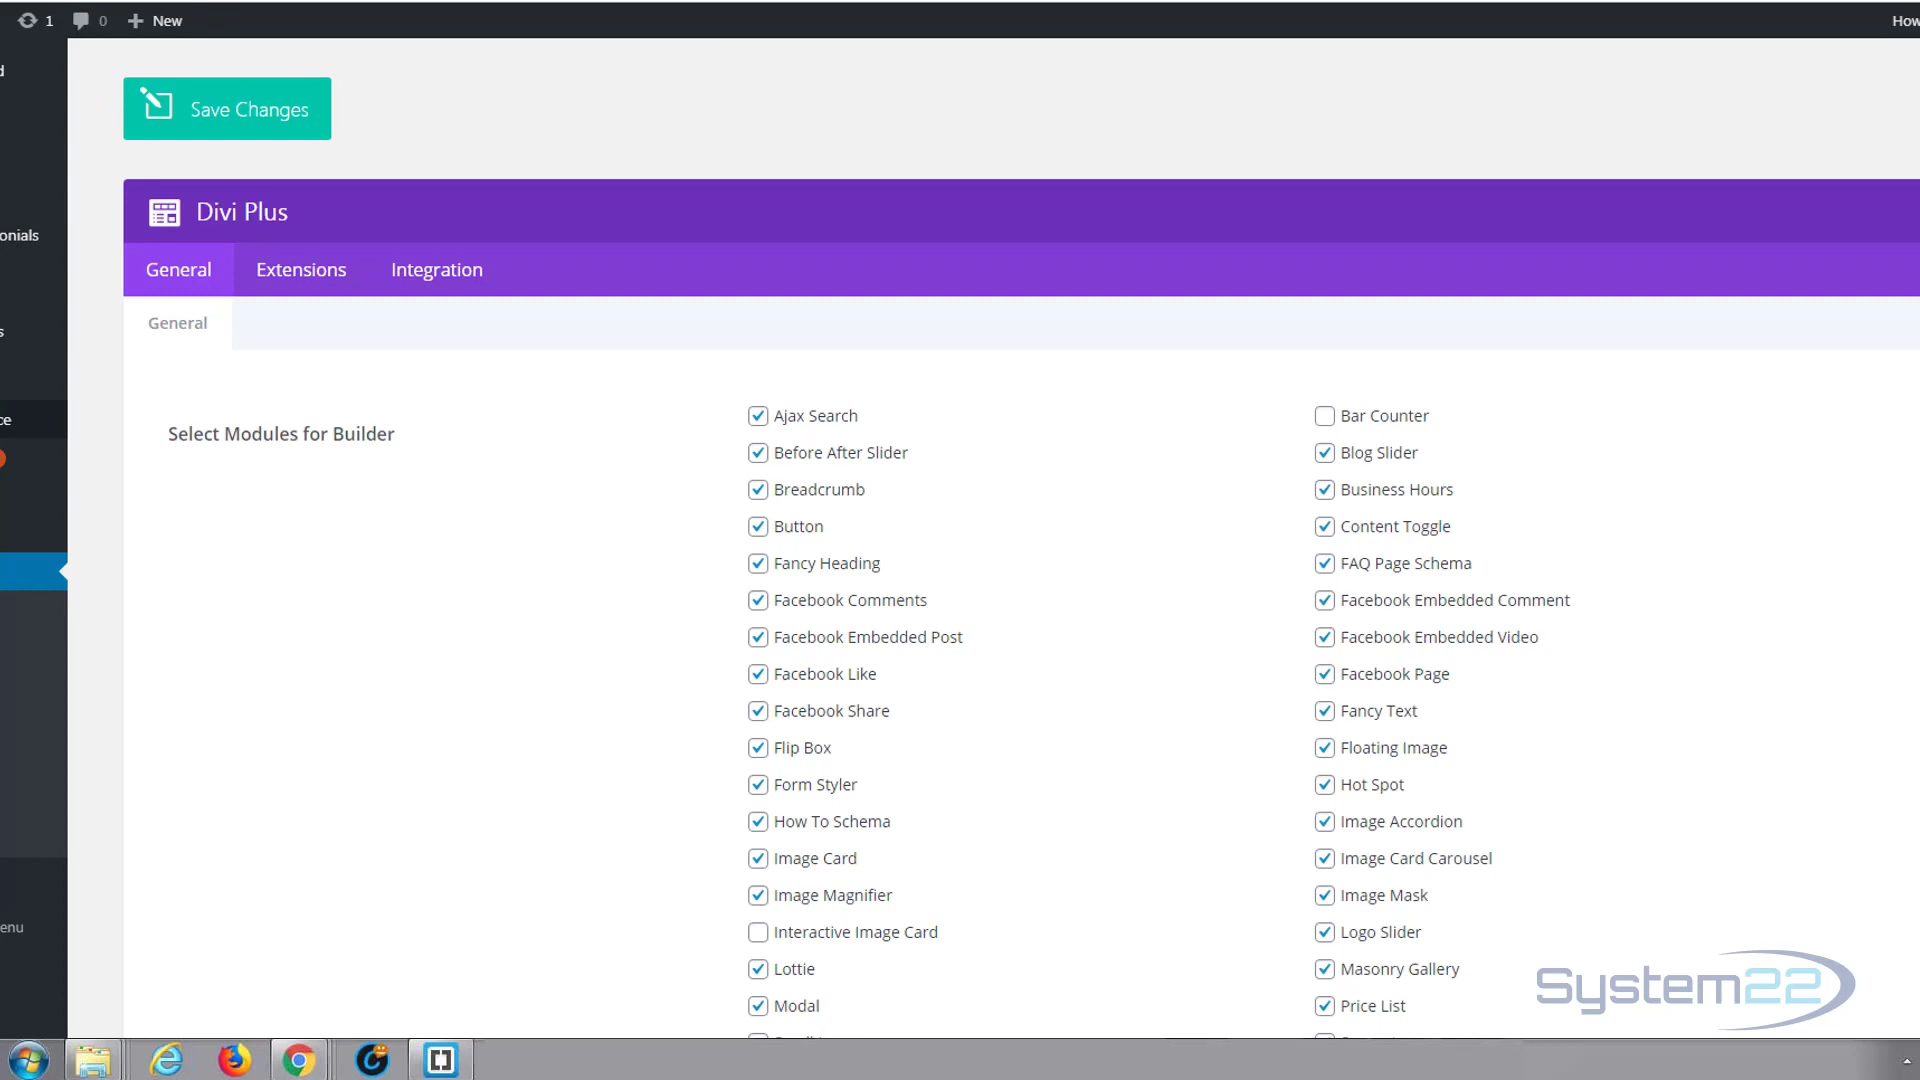 1 0 New How
d
Save Changes
Divi Plus
onials
General Extensions Integration
General
s
Ajax Search Bar Counter
ce
Select Modules for Builder
Before After Slider Blog Slider
Breadcrumb Business Hours
Button Content Toggle
Fancy Heading FAQ Page Schema
Facebook Comments Facebook Embedded Comment
Facebook Embedded Post Facebook Embedded Video
Facebook Like Facebook Page
Facebook Share Fancy Text
Flip Box Floating Image
Form Styler Hot Spot
How To Schema Image Accordion
Image Card Image Card Carousel
Image Magnifier Image Mask
enu
Interactive Image Card Logo Slider
Lottie Masonry Gallery
System22
Modal Price List